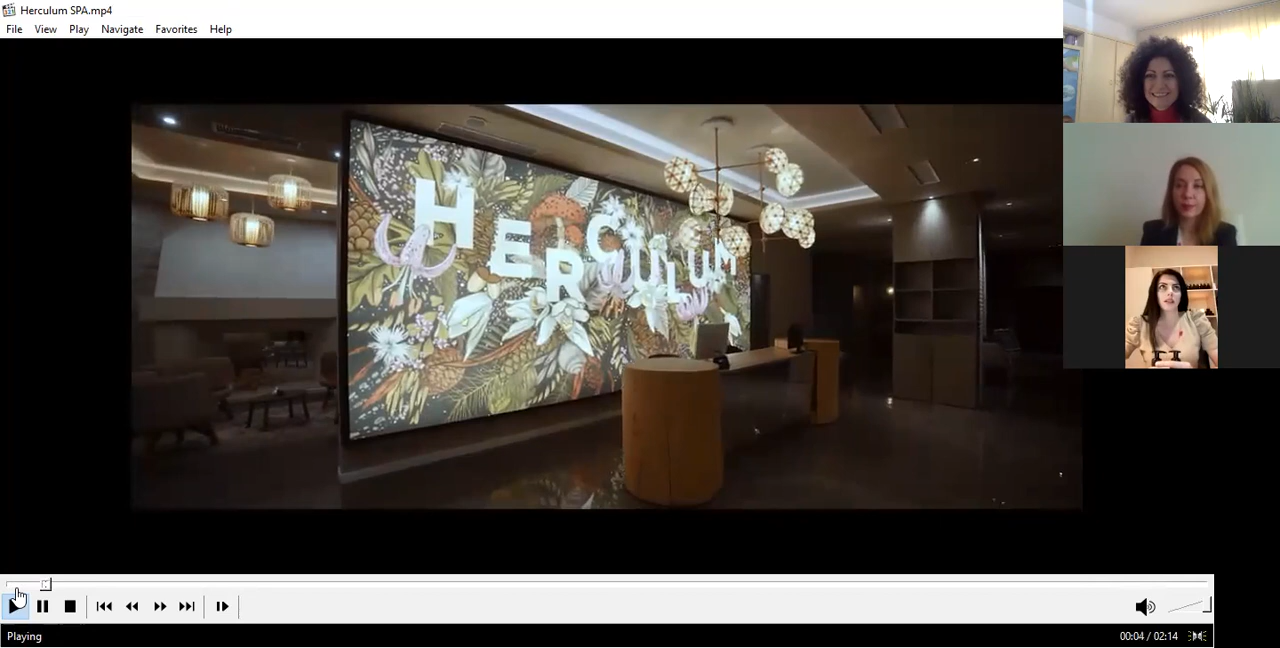 Herculum SPA.mp4
File View Play Navigate Favorites Help
HERCULUM
Playing
00:04 / 02:14